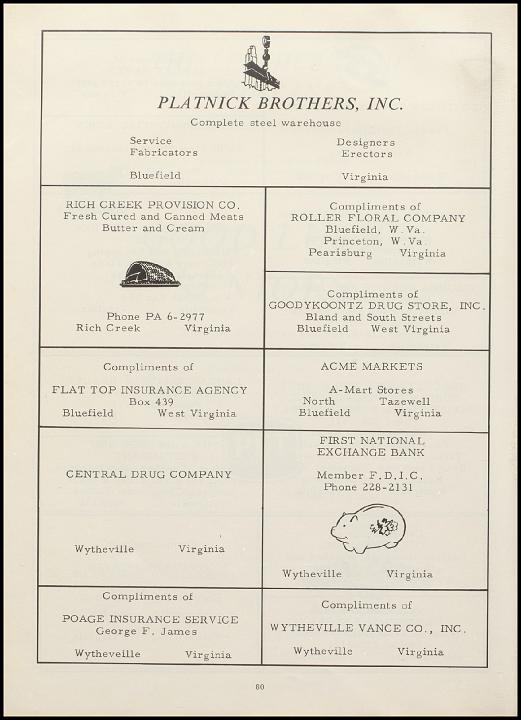 PLATNICK BROTHERS, INC.
Complete steel warehouse
Service Designers
Fabricators Erectors
Bluefield Virginia
RICH CREEK PROVISION CO.
Fresh Cured and Canned Meats
Butter and Cream
Phone PA 6-2977
Rich Creek Virginia
Compliments of
ROLLER FLORAL COMPANY
Bluefield, W. Va.
Princeton, W. Va.
Pearisburg Virginia
Compliments of
GOODYKOONTZ DRUG STORE, INC.
Bland and South Streets
Bluefield West Virginia
Compliments of
FLAT TOP INSURANCE AGENCY
Box 439
Bluefield West Virginia
ACME MARKETS
A-Mart Stores
North Tazewell
Bluefield Virginia
CENTRAL DRUG COMPANY
Wytheville Virginia
FIRST NATIONAL
EXCHANGE BANK
Member F.D.I.C.
Phone 228-2131
Wytheville Virginia
Compliments of
POAGE INSURANCE SERVICE
George F. James
Wytheveille Virginia
Compliments of
WYTHEVILLE VANCE CO., INC.
Wytheville Virginia
80